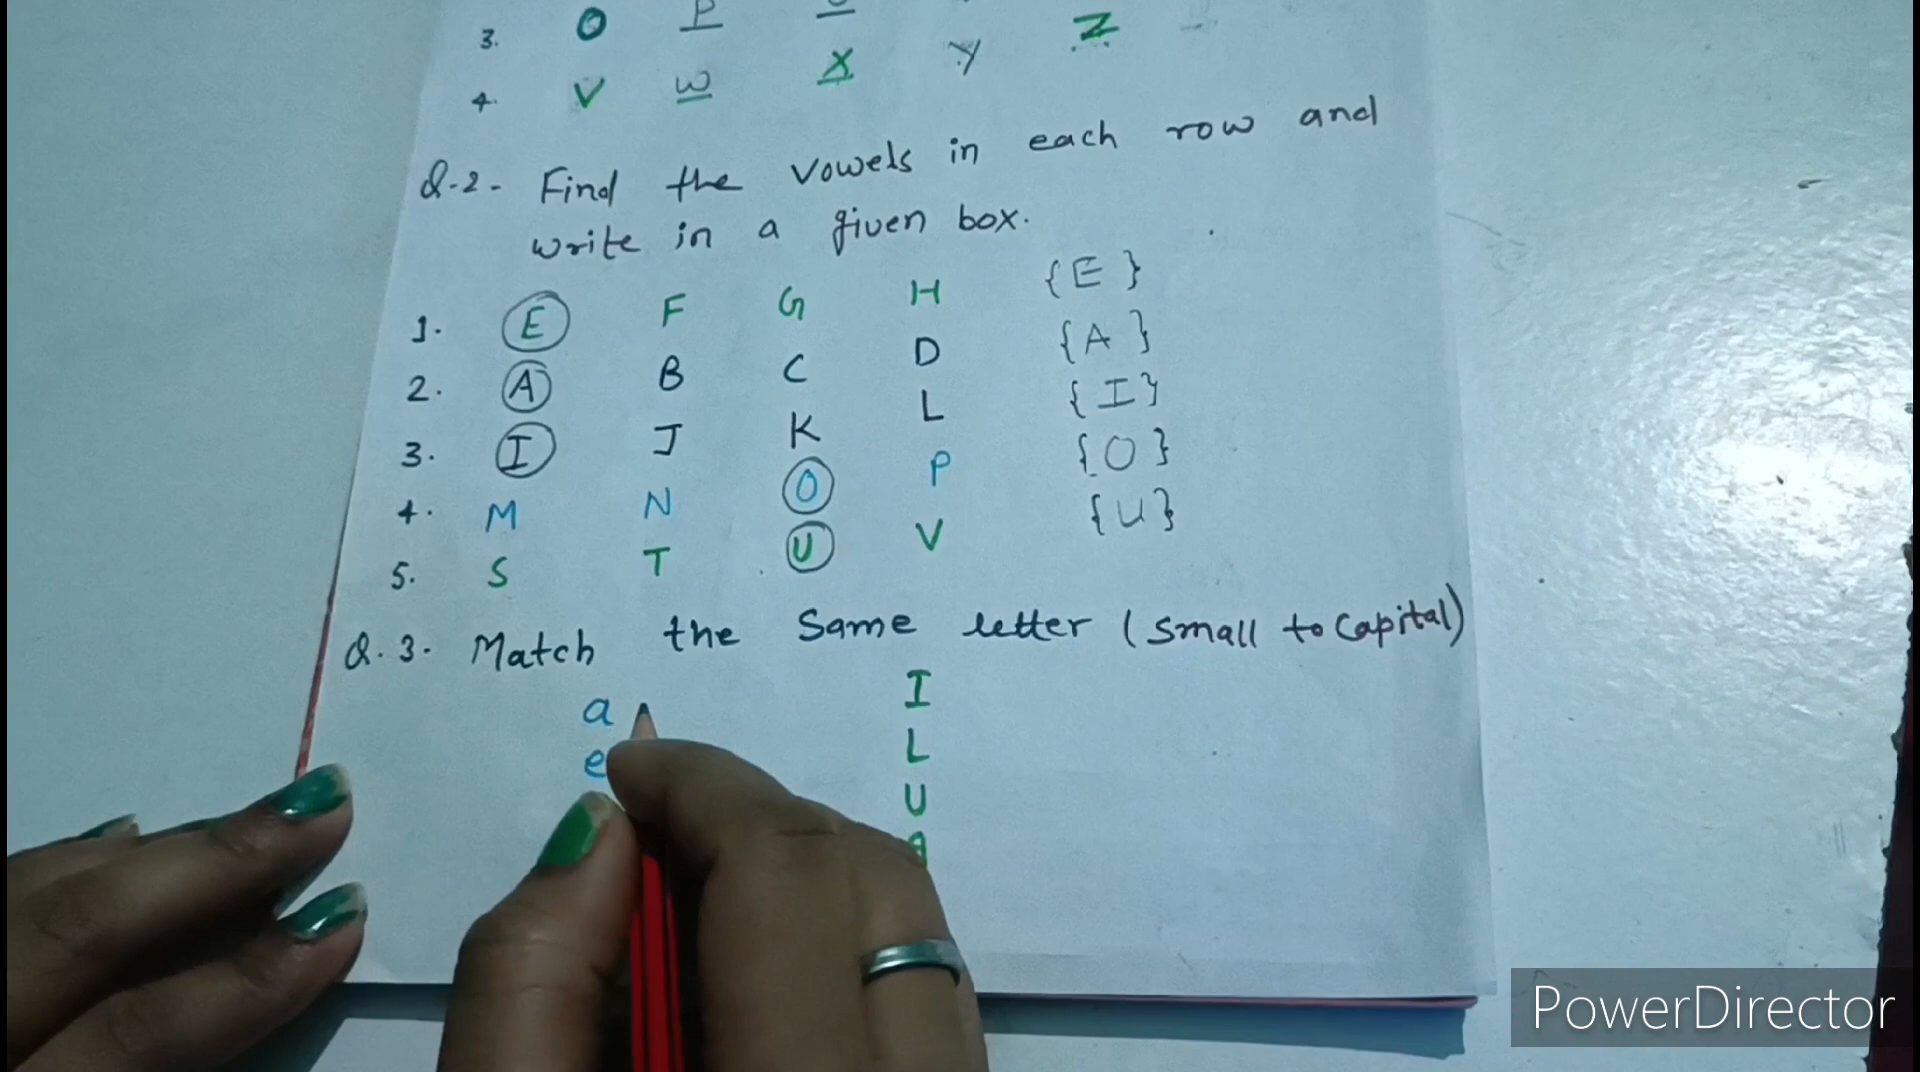 3. O P
4. V W X Y Z
Q-2- Find the vowels in each row and
write in a given box.
1. E F G H {E}
2. A B C D {A}
3. I J K L {I}
4. M N O P {O}
5. S T U V {U}
Q.3. Match the Same letter (small to capital)
a I
e L
U
PowerDirector